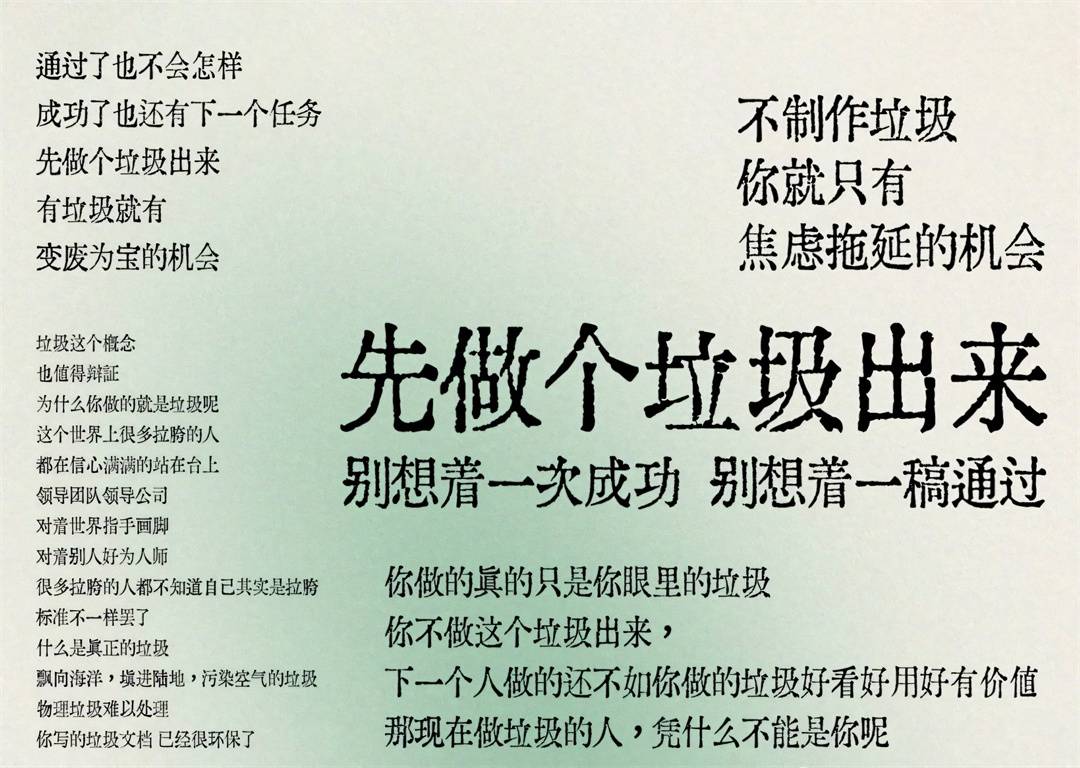 通过了也不会怎样
成功了也还有下一个任务
先做个垃圾出来
有垃圾就有
变废为宝的机会
不制作垃圾
你就只有
焦虑拖延的机会
先做个垃圾出来
别想着一次成功 别想着一稿通过
垃圾这个概念
也值得辩証
为什么你做的就是垃圾呢
这个世界上很多拉胯的人
都在信心满满的站在台上
领导团队领导公司
对着世界指手画脚
对着别人好为人师
很多拉胯的人都不知道自己其实是拉胯
标准不一样罢了
什么是眞正的垃圾
飘向海洋，塡进陆地，污染空气的垃圾
物理垃圾难以处理
你写的垃圾文档 已经很环保了
你做的眞的只是你眼里的垃圾
你不做这个垃圾出来，
下一个人做的还不如你做的垃圾好看好用好有价值
那现在做垃圾的人，凭什么不能是你呢